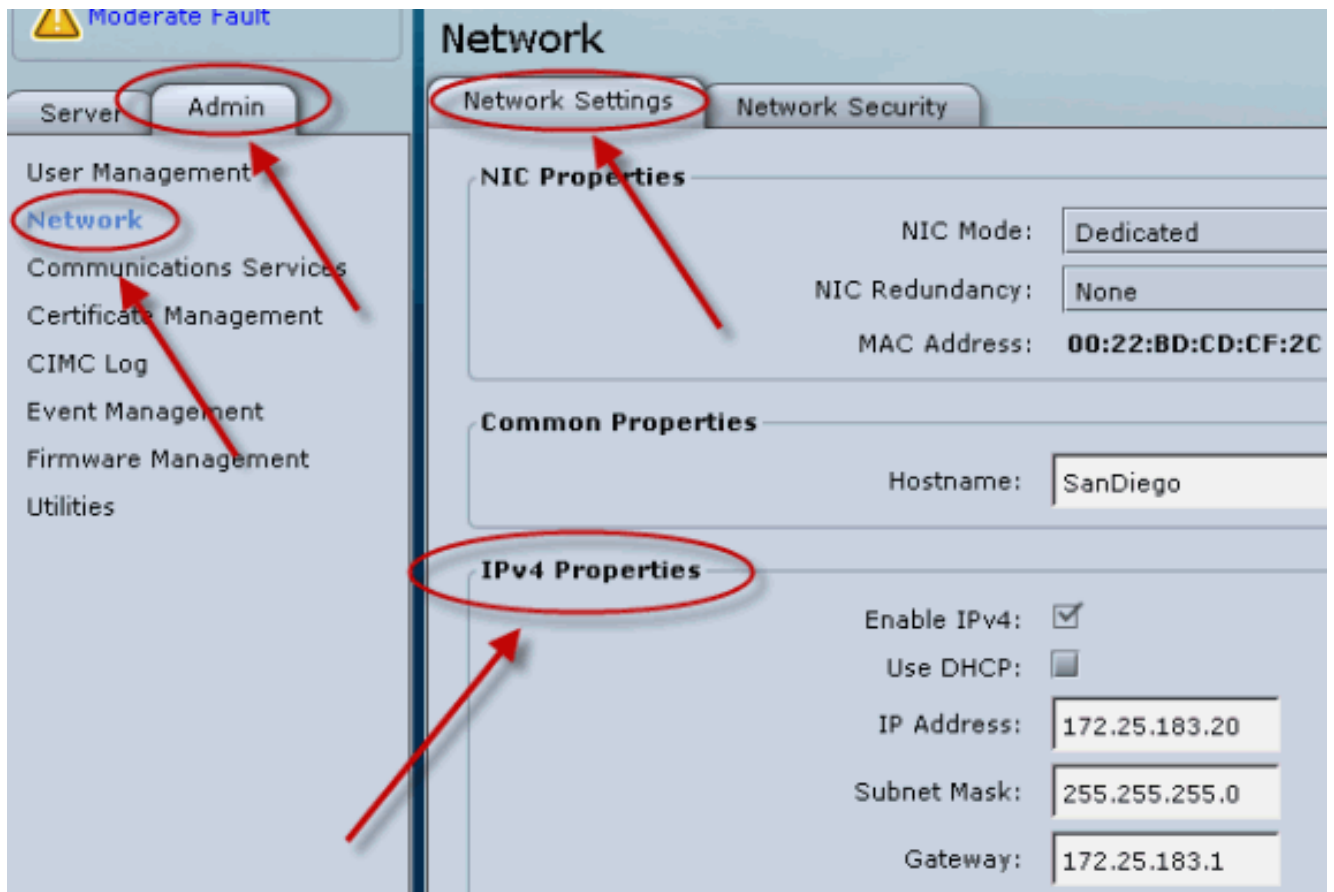 Moderate Fault
Server
Admin
User Management
Network
Communications Services
Certificate Management
CIMC Log
Event Management
Firmware Management
Utilities
Network
Network Settings
Network Security
NIC Properties
NIC Mode: Dedicated
NIC Redundancy: None
MAC Address: 00:22:BD:CD:CF:2C
Common Properties
Hostname: SanDiego
IPv4 Properties
Enable IPv4:
Use DHCP:
IP Address: 172.25.183.20
Subnet Mask: 255.255.255.0
Gateway: 172.25.183.1